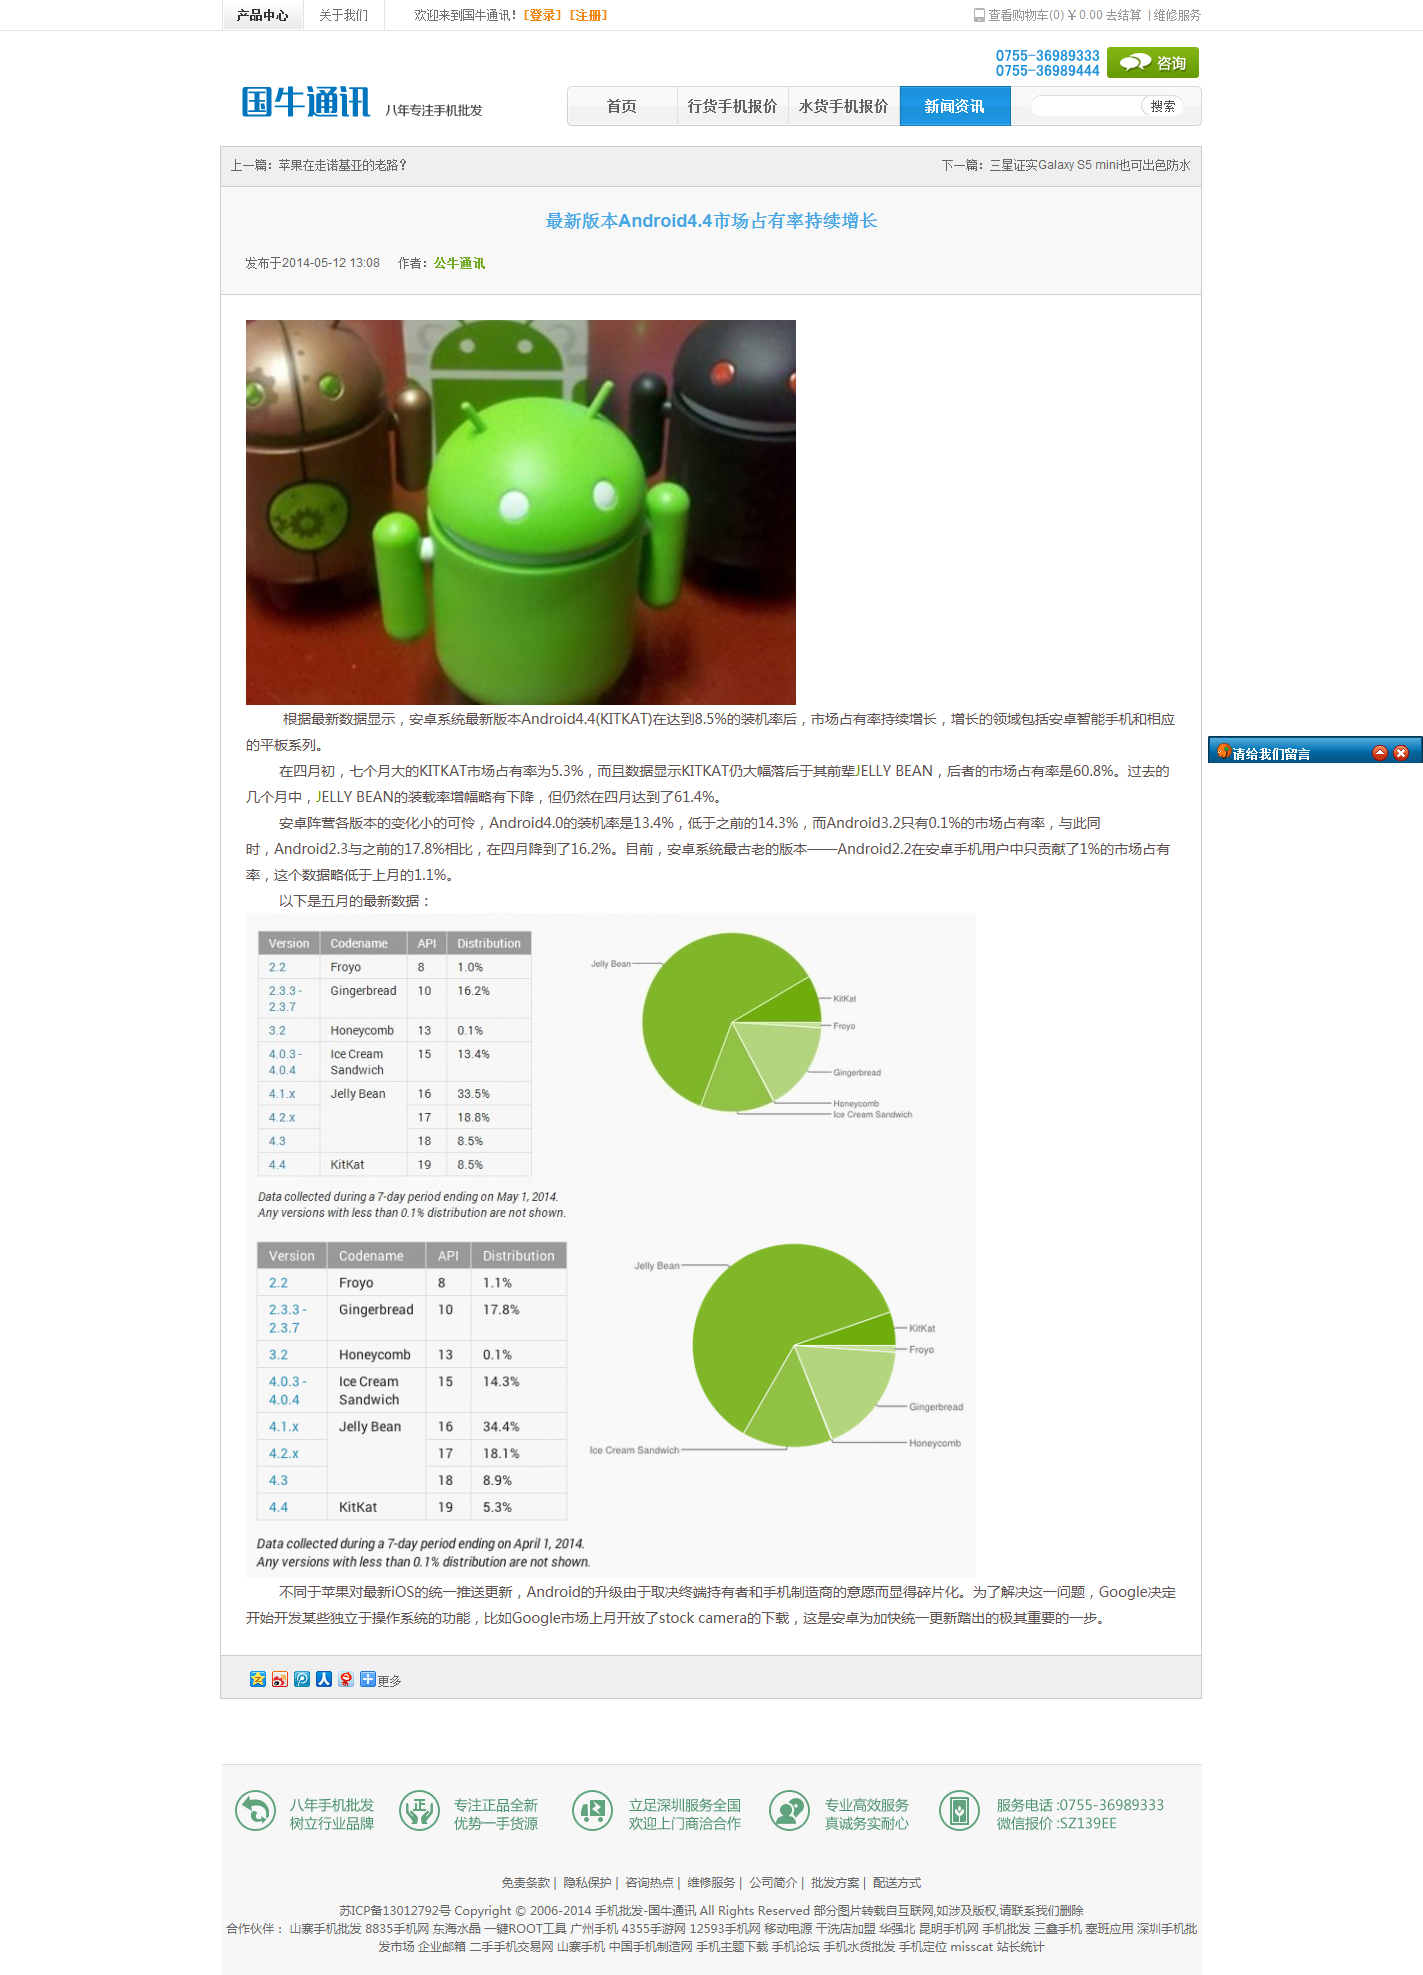 产品中心 关于我们 欢迎来到国牛通讯! [登录] [注册] 查看购物车(0) ¥ 0.00 去结算 | 维修服务
0755-36989333
0755-36989444
咨询
国牛通讯 八年专注手机批发
首页 行货手机报价 水货手机报价 新闻资讯 搜索
上一篇：苹果在走诺基亚的老路？ 下一篇：三星证实Galaxy S5 mini也可出色防水
最新版本Android4.4市场占有率持续增长
发布于2014-05-12 13:08 作者：公牛通讯
根据最新数据显示，安卓系统最新版本Android4.4(KITKAT)在达到8.5%的装机率后，市场占有率持续增长，增长的领域包括安卓智能手机和相应
的平板系列。
在四月初，七个月大的KITKAT市场占有率为5.3%，而且数据显示KITKAT仍大幅落后于其前辈JELLY BEAN，后者的市场占有率是60.8%。过去的
几个月中，JELLY BEAN的装载率增幅略有下降，但仍然在四月达到了61.4%。
安卓阵营各版本的变化小的可怜，Android4.0的装机率是13.4%，低于之前的14.3%，而Android3.2只有0.1%的市场占有率，与此同
时，Android2.3与之前的17.8%相比，在四月降到了16.2%。目前，安卓系统最古老的版本——Android2.2在安卓手机用户中只贡献了1%的市场占有
率，这个数据略低于上月的1.1%。
以下是五月的最新数据：
请给我们留言
Version Codename API Distribution
2.2 Froyo 8 1.0%
2.3.3 - Gingerbread 10 16.2%
2.3.7
3.2 Honeycomb 13 0.1%
4.0.3 - Ice Cream 15 13.4%
4.0.4 Sandwich
4.1.x Jelly Bean 16 33.5%
4.2.x 17 18.8%
4.3 18 8.5%
4.4 KitKat 19 8.5%
Jelly Bean
KitKat
Froyo
Gingerbread
Honeycomb
Ice Cream Sandwich
Data collected during a 7-day period ending on May 1, 2014.
Any versions with less than 0.1% distribution are not shown.
Version Codename API Distribution
2.2 Froyo 8 1.1%
2.3.3 - Gingerbread 10 17.8%
2.3.7
3.2 Honeycomb 13 0.1%
4.0.3 - Ice Cream 15 14.3%
4.0.4 Sandwich
4.1.x Jelly Bean 16 34.4%
4.2.x 17 18.1%
4.3 18 8.9%
4.4 KitKat 19 5.3%
Jelly Bean
KitKat
Froyo
Gingerbread
Honeycomb
Ice Cream Sandwich
Data collected during a 7-day period ending on April 1, 2014.
Any versions with less than 0.1% distribution are not shown.
不同于苹果对最新iOS的统一推送更新，Android的升级由于取决终端持有者和手机制造商的意愿而显得碎片化。为了解决这一问题，Google决定
开始开发某些独立于操作系统的功能，比如Google市场上月开放了stock camera的下载，这是安卓为加快统一更新踏出的极其重要的一步。
更多
八年手机批发 专注正品全新 立足深圳服务全国 专业高效服务 服务电话 :0755-36989333
树立行业品牌 优势一手货源 欢迎上门商洽合作 真诚务实耐心 微信报价 :SZ139EE
免责条款 | 隐私保护 | 咨询热点 | 维修服务 | 公司简介 | 批发方案 | 配送方式
苏ICP备13012792号 Copyright © 2006-2014 手机批发-国牛通讯 All Rights Reserved 部分图片转载自互联网,如涉及版权,请联系我们删除
合作伙伴： 山寨手机批发 8835手机网 东海水晶 一键ROOT工具 广州手机 4355手游网 12593手机网 移动电源 干洗店加盟 华强北 昆明手机网 手机批发 三鑫手机 塞班应用 深圳手机批
发市场 企业邮箱 二手手机交易网 山寨手机 中国手机制造网 手机主题下载 手机论坛 手机水货批发 手机定位 misscat 站长统计